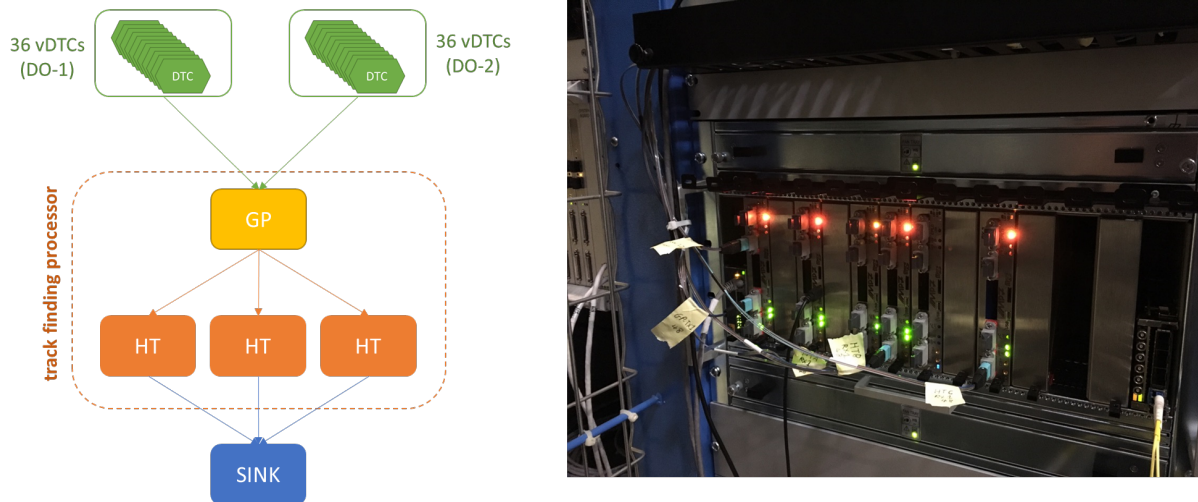 36 vDTCs
(DO-1)
DTC
DTC
36 vDTCs
(DO-2)
track finding processor
GP
HT
HT
HT
SINK